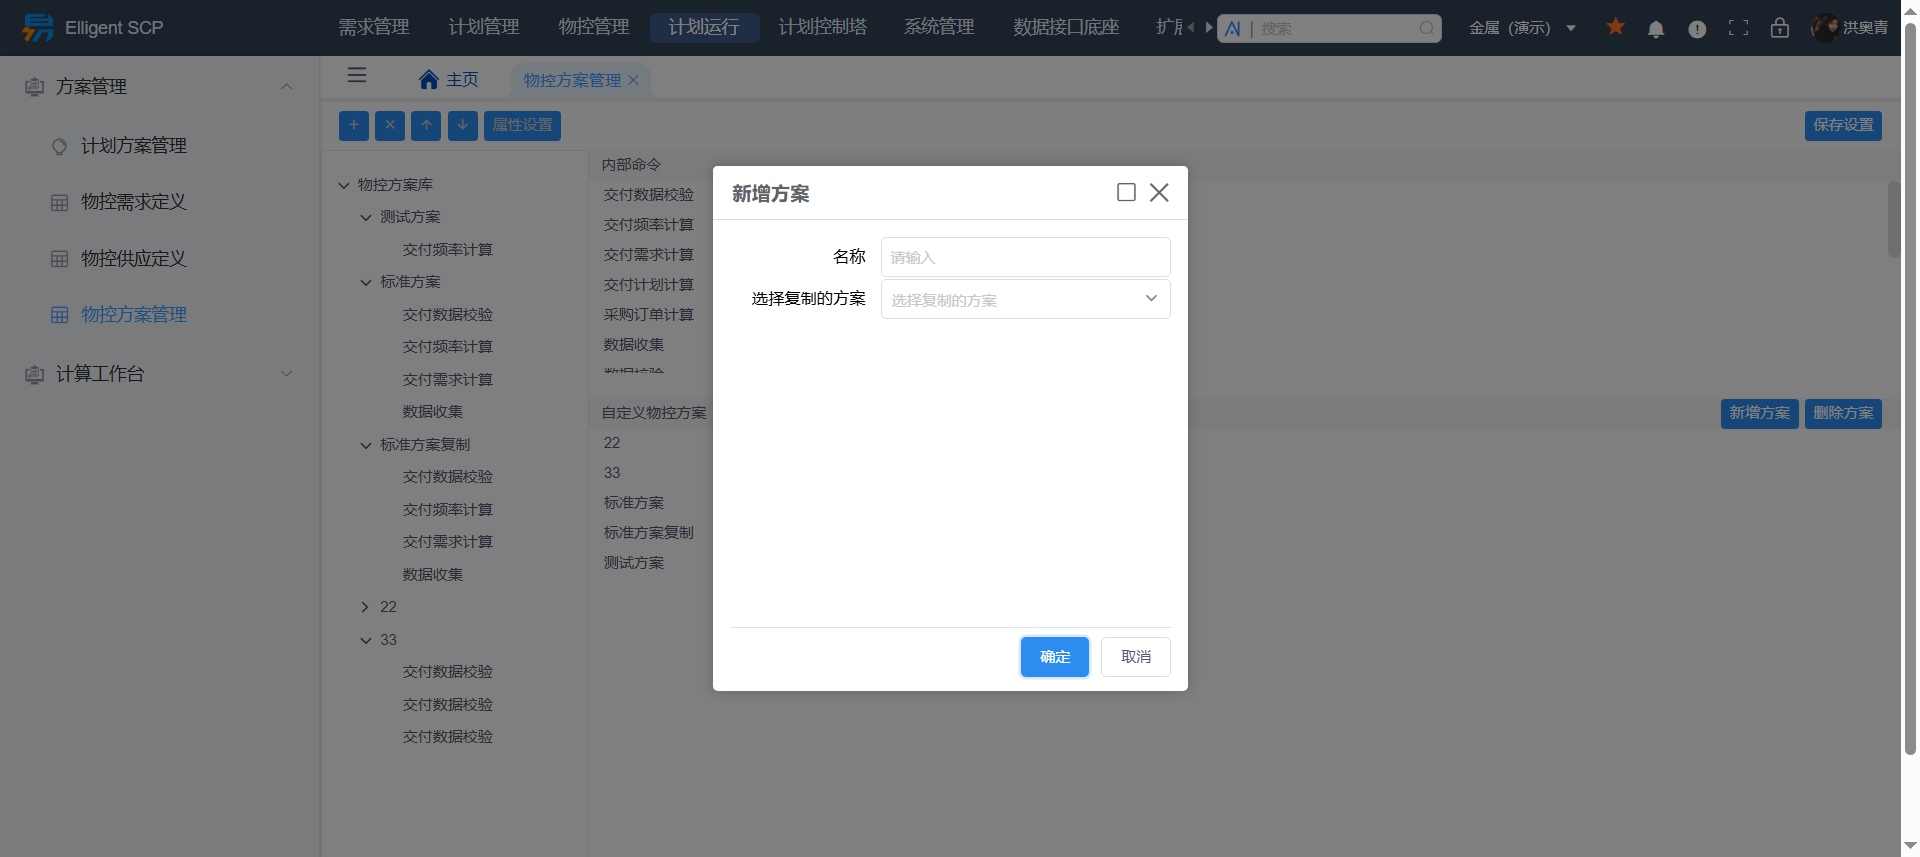 Elligent SCP
需求管理 计划管理 物控管理 计划运行 计划控制塔 系统管理 数据接口底座
搜索
金属（演示）
洪奥青
方案管理
计划方案管理
物控需求定义
物控供应定义
物控方案管理
计算工作台
主页 物控方案管理
属性设置
保存设置
物控方案库
测试方案
交付频率计算
标准方案
交付数据校验
交付频率计算
交付需求计算
数据收集
标准方案复制
交付数据校验
交付频率计算
交付需求计算
数据收集
22
33
交付数据校验
交付数据校验
交付数据校验
内部命令
交付数据校验
交付频率计算
交付需求计算
交付计划计算
采购订单计算
数据收集
数据校验
自定义物控方案
新增方案 删除方案
22
33
标准方案
标准方案复制
测试方案
新增方案
名称 请输入
选择复制的方案 选择复制的方案
确定 取消